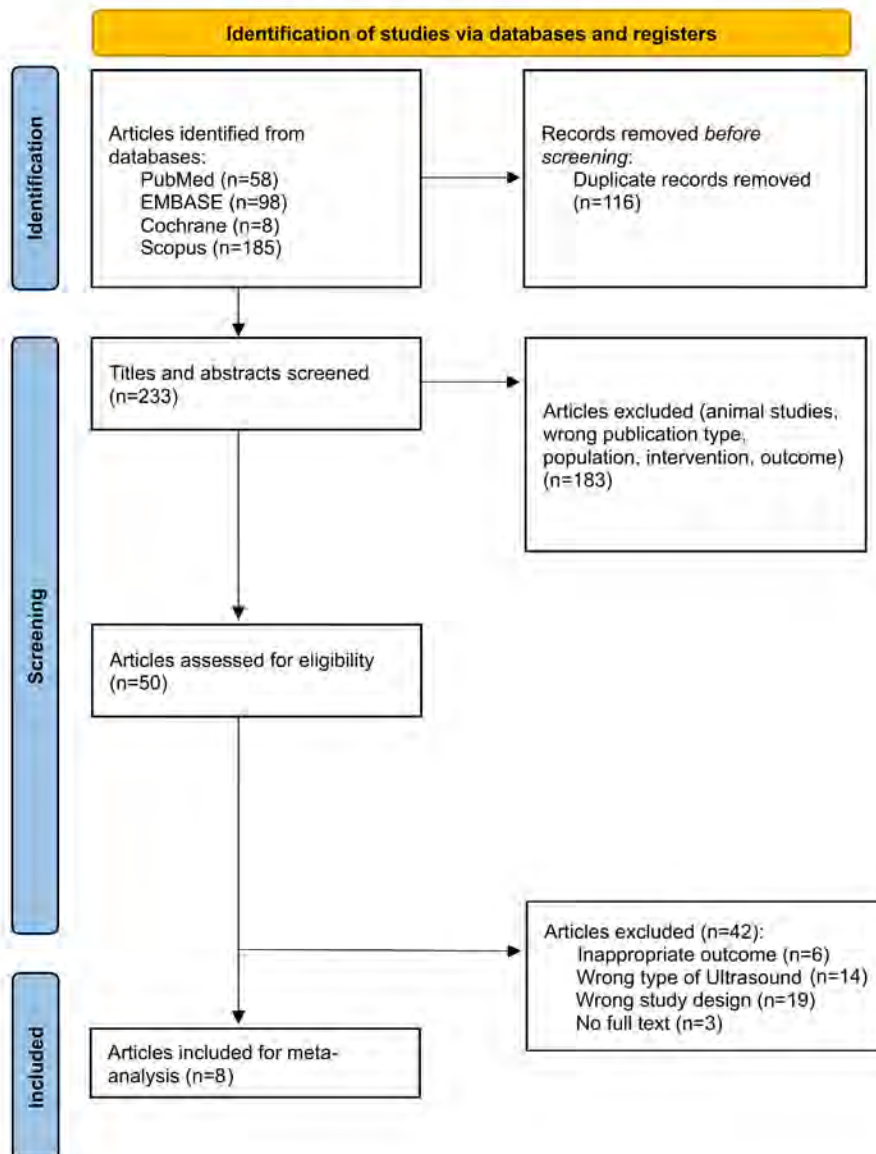 Identification of studies via databases and registers
Identification
Articles identified from
databases:
PubMed (n=58)
EMBASE (n=98)
Cochrane (n=8)
Scopus (n=185)
Records removed before
screening:
Duplicate records removed
(n=116)
Screening
Titles and abstracts screened
(n=233)
Articles excluded (animal studies,
wrong publication type,
population, intervention, outcome)
(n=183)
Articles assessed for eligibility
(n=50)
Articles excluded (n=42):
Inappropriate outcome (n=6)
Wrong type of Ultrasound (n=14)
Wrong study design (n=19)
No full text (n=3)
Included
Articles included for meta-
analysis (n=8)